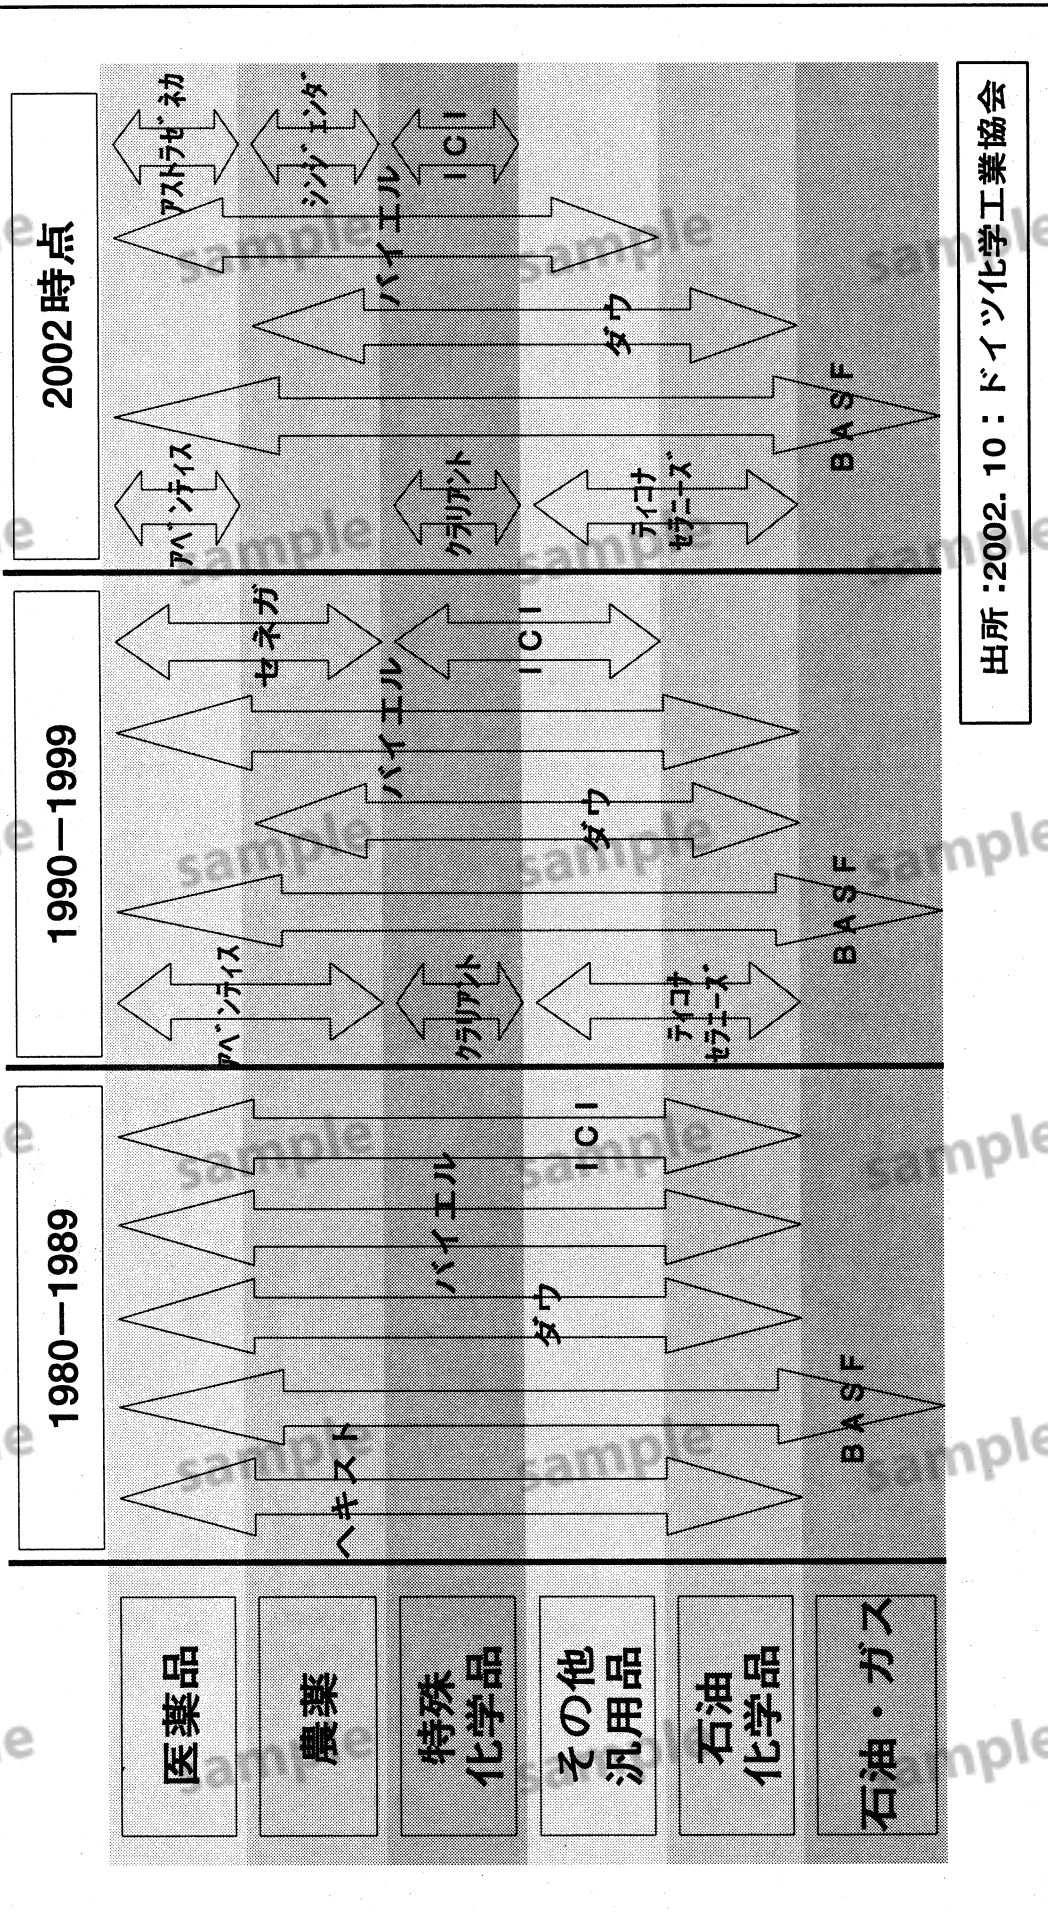 1980—1989
1990—1999
2002時点
医薬品
農薬
特殊
化学品
その他
汎用品
石油
化学品
石油・ガス
ヘキスト
BASF
ダウ
バイエル
ICI
アベンティス
クラリアント
ティコナ
セラニーズ
BASF
ダウ
バイエル
セネガ
ICI
アベンティス
クラリアント
ティコナ
セラニーズ
BASF
ダウ
バイエル
アストラゼネカ
シンジェンダ
ICI
出所:2002. 10:ドイツ化学工業協会
sample